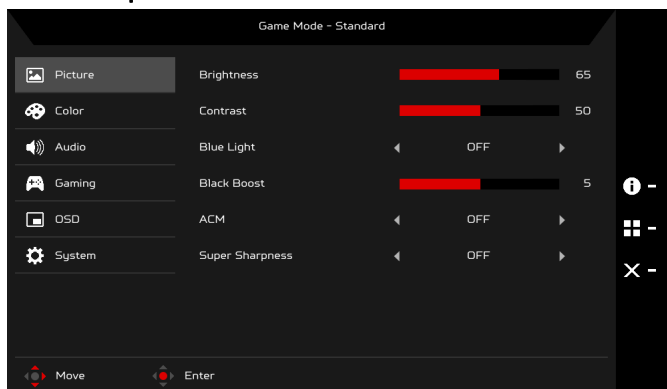 Game Mode - Standard
Picture Brightness 65
Color Contrast 50
Audio Blue Light OFF
Gaming Black Boost 5
OSD ACM OFF
System Super Sharpness OFF
Move Enter